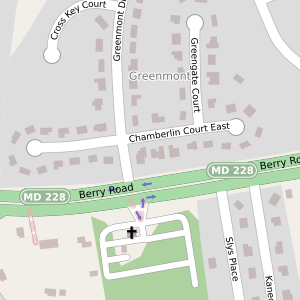 Cross Key Court
Greenmont D
Greengate Court
Greenmont
Chamberlin Court East
MD 228
Berry Ro
MD 228
Berry Road
Slys Place
Kane